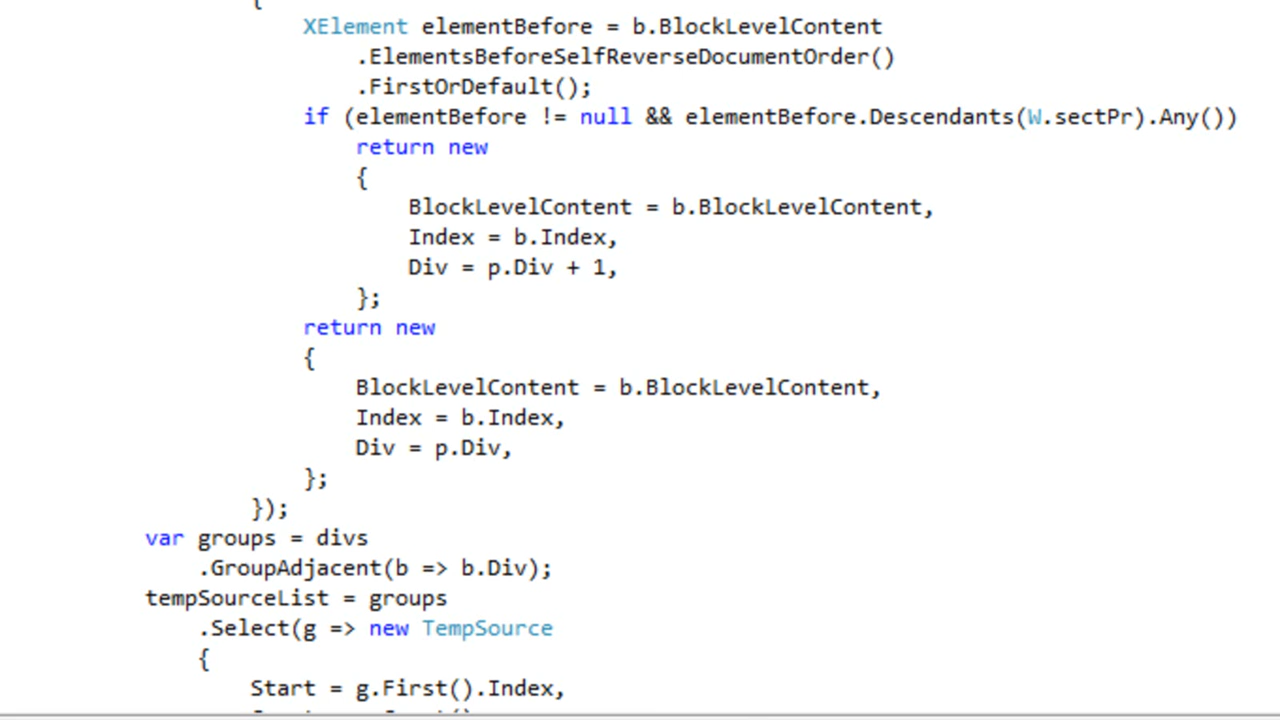 {
XElement elementBefore = b.BlockLevelContent
.ElementsBeforeSelfReverseDocumentOrder()
.FirstOrDefault();
if (elementBefore != null && elementBefore.Descendants(W.sectPr).Any())
return new
{
BlockLevelContent = b.BlockLevelContent,
Index = b.Index,
Div = p.Div + 1,
};
return new
{
BlockLevelContent = b.BlockLevelContent,
Index = b.Index,
Div = p.Div,
};
});
var groups = divs
.GroupAdjacent(b => b.Div);
tempSourceList = groups
.Select(g => new TempSource
{
Start = g.First().Index,